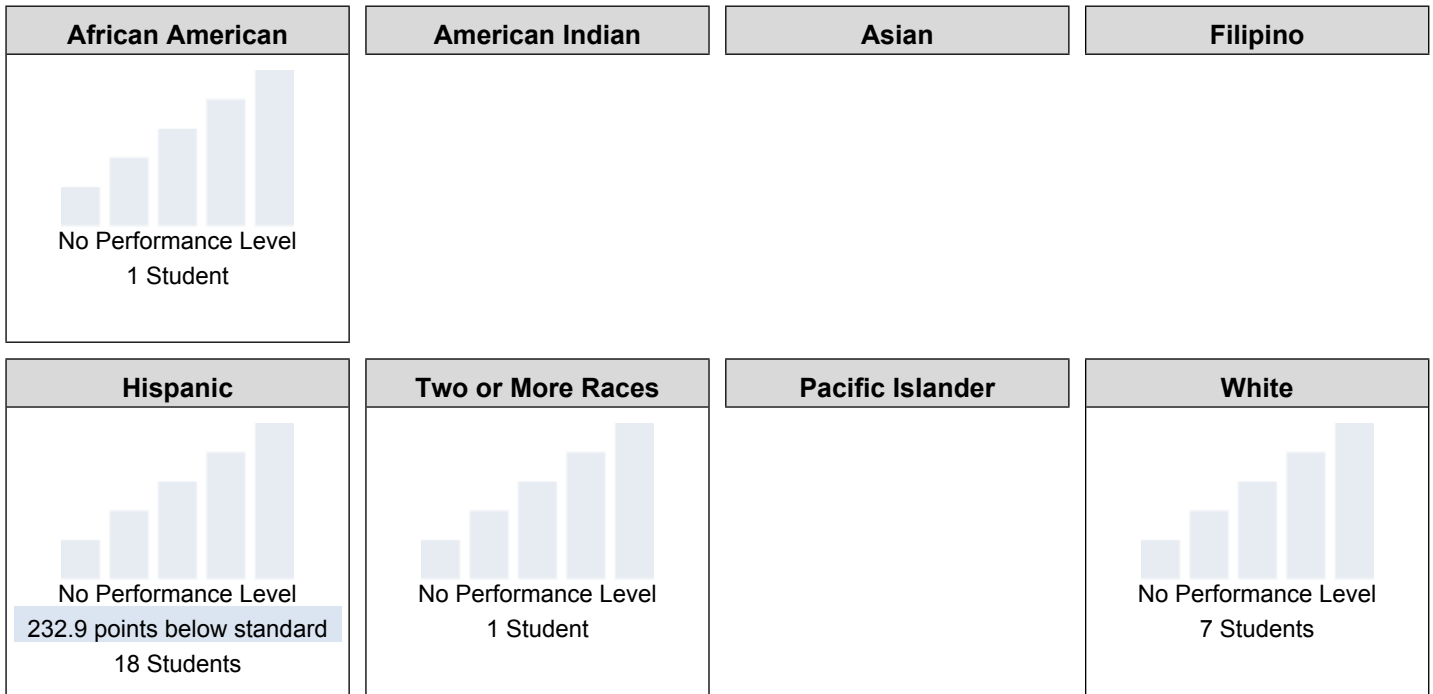 African American
No Performance Level
1 Student
American Indian
Asian
Filipino
Hispanic
No Performance Level
232.9 points below standard
18 Students
Two or More Races
No Performance Level
1 Student
Pacific Islander
White
No Performance Level
7 Students